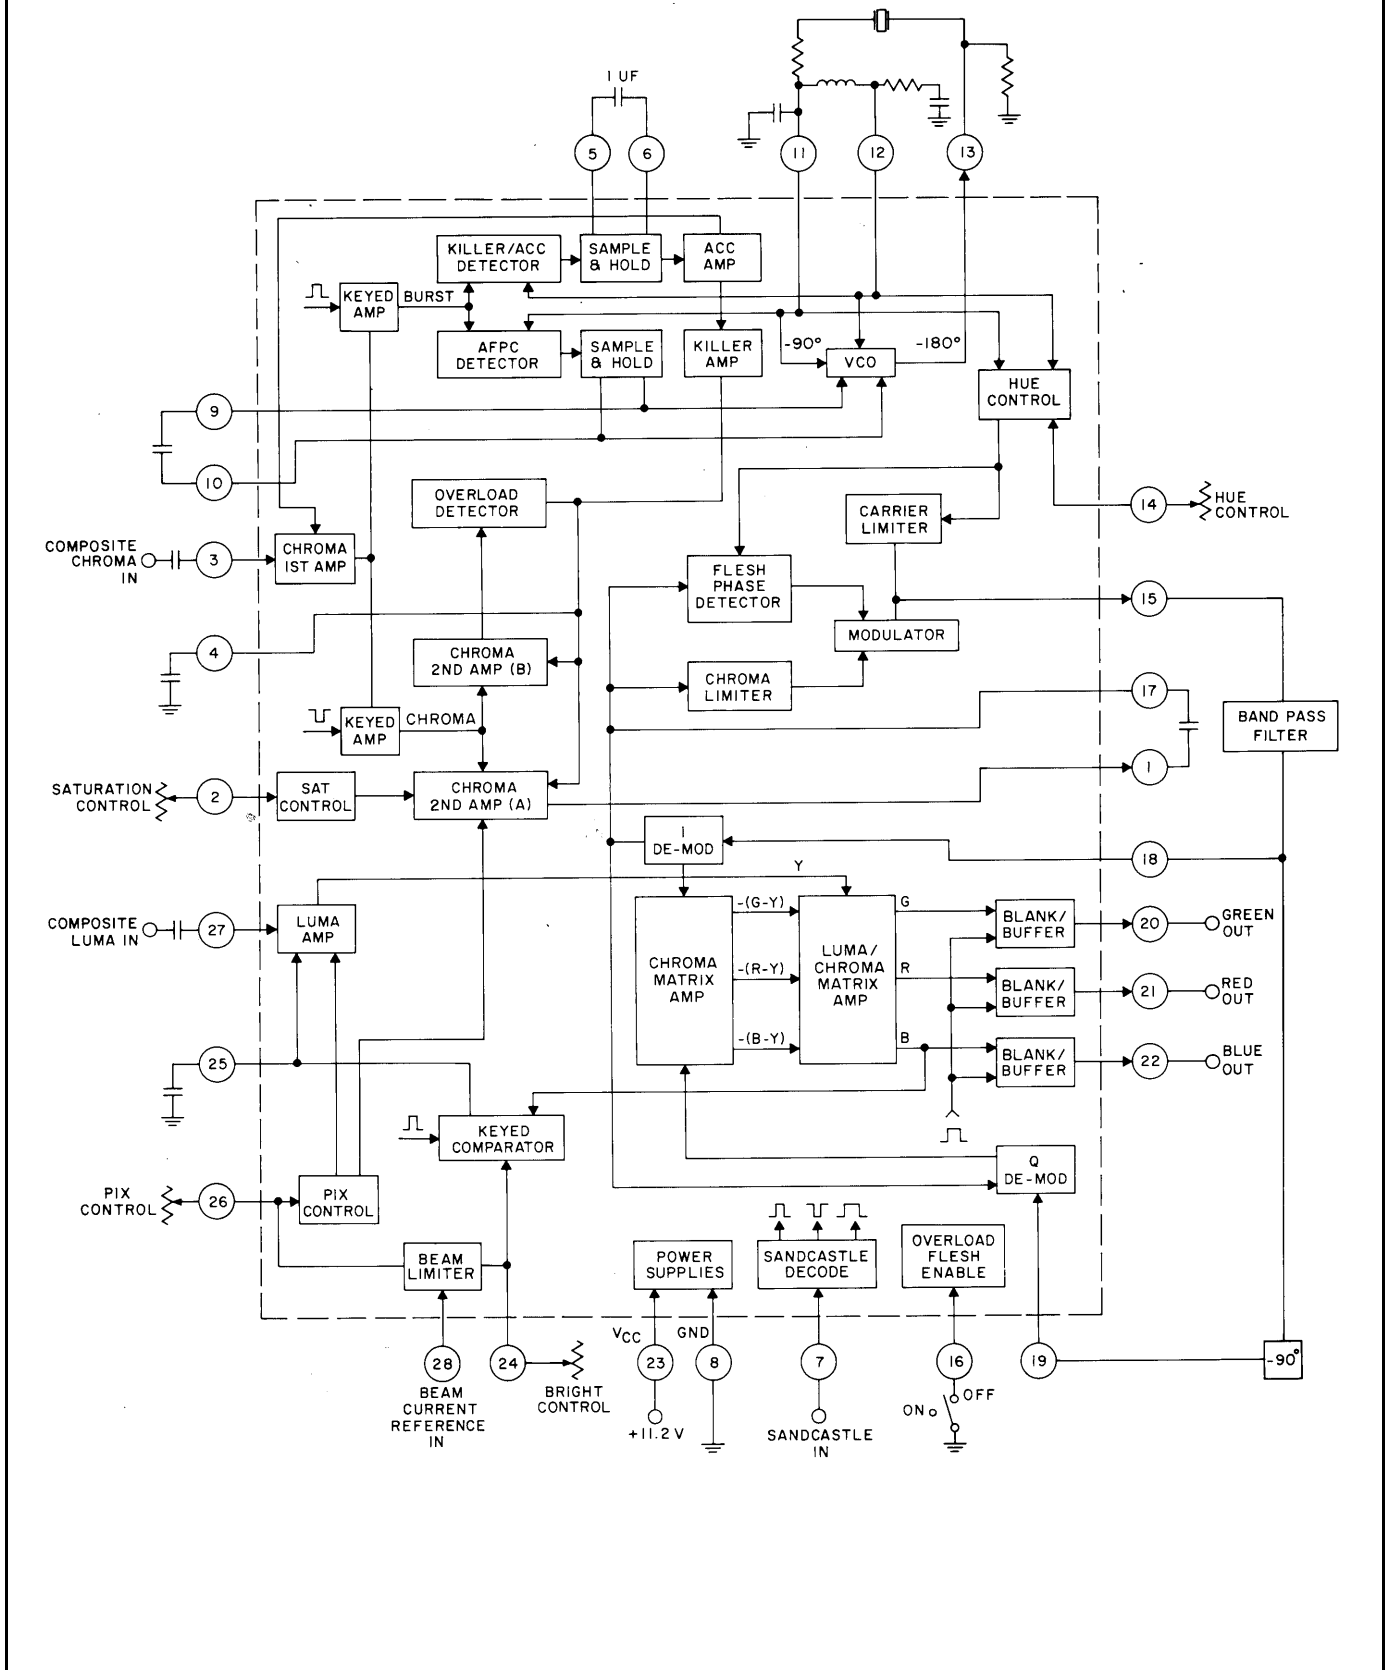 1 UF
5
6
11
12
13
KILLER/ACC
DETECTOR
SAMPLE
& HOLD
ACC
AMP
KEYED
AMP
BURST
AFPC
DETECTOR
SAMPLE
& HOLD
KILLER
AMP
-90°
VCO
-180°
HUE
CONTROL
9
10
OVERLOAD
DETECTOR
CARRIER
LIMITER
14
HUE
CONTROL
COMPOSITE
CHROMA
IN
3
CHROMA
1ST AMP
FLESH
PHASE
DETECTOR
15
MODULATOR
4
CHROMA
2ND AMP (B)
CHROMA
LIMITER
17
KEYED
AMP
CHROMA
BAND PASS
FILTER
1
SATURATION
CONTROL
2
SAT
CONTROL
CHROMA
2ND AMP (A)
I
DE-MOD
18
Y
COMPOSITE
LUMA IN
27
LUMA
AMP
CHROMA
MATRIX
AMP
-(G-Y)
-(R-Y)
-(B-Y)
LUMA/
CHROMA
MATRIX
AMP
G
R
B
BLANK/
BUFFER
20
GREEN
OUT
BLANK/
BUFFER
21
RED
OUT
BLANK/
BUFFER
22
BLUE
OUT
25
KEYED
COMPARATOR
Q
DE-MOD
PIX
CONTROL
26
PIX
CONTROL
BEAM
LIMITER
POWER
SUPPLIES
SANDCASTLE
DECODE
OVERLOAD
FLESH
ENABLE
VCC
GND
28
24
23
8
7
16
19
-90°
BEAM
CURRENT
REFERENCE
IN
BRIGHT
CONTROL
+11.2 V
SANDCASTLE
IN
ON
OFF